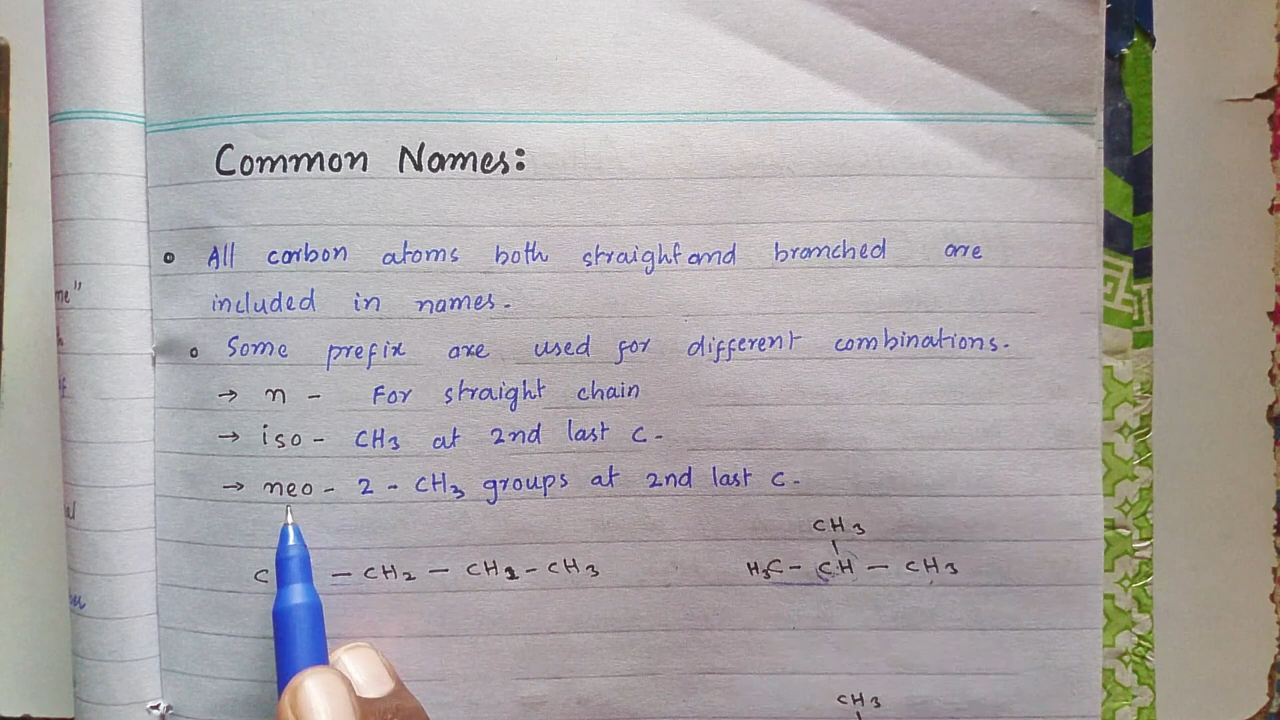 Common Names:
All carbon atoms both straight and branched are
included in names.
Some prefix are used for different combinations.
→ n - For straight chain
→ iso - CH3 at 2nd last C.
→ neo - 2 - CH3 groups at 2nd last C.
CH3
C — CH2 — CH2 - CH3 H3C - CH — CH3
CH3
me"